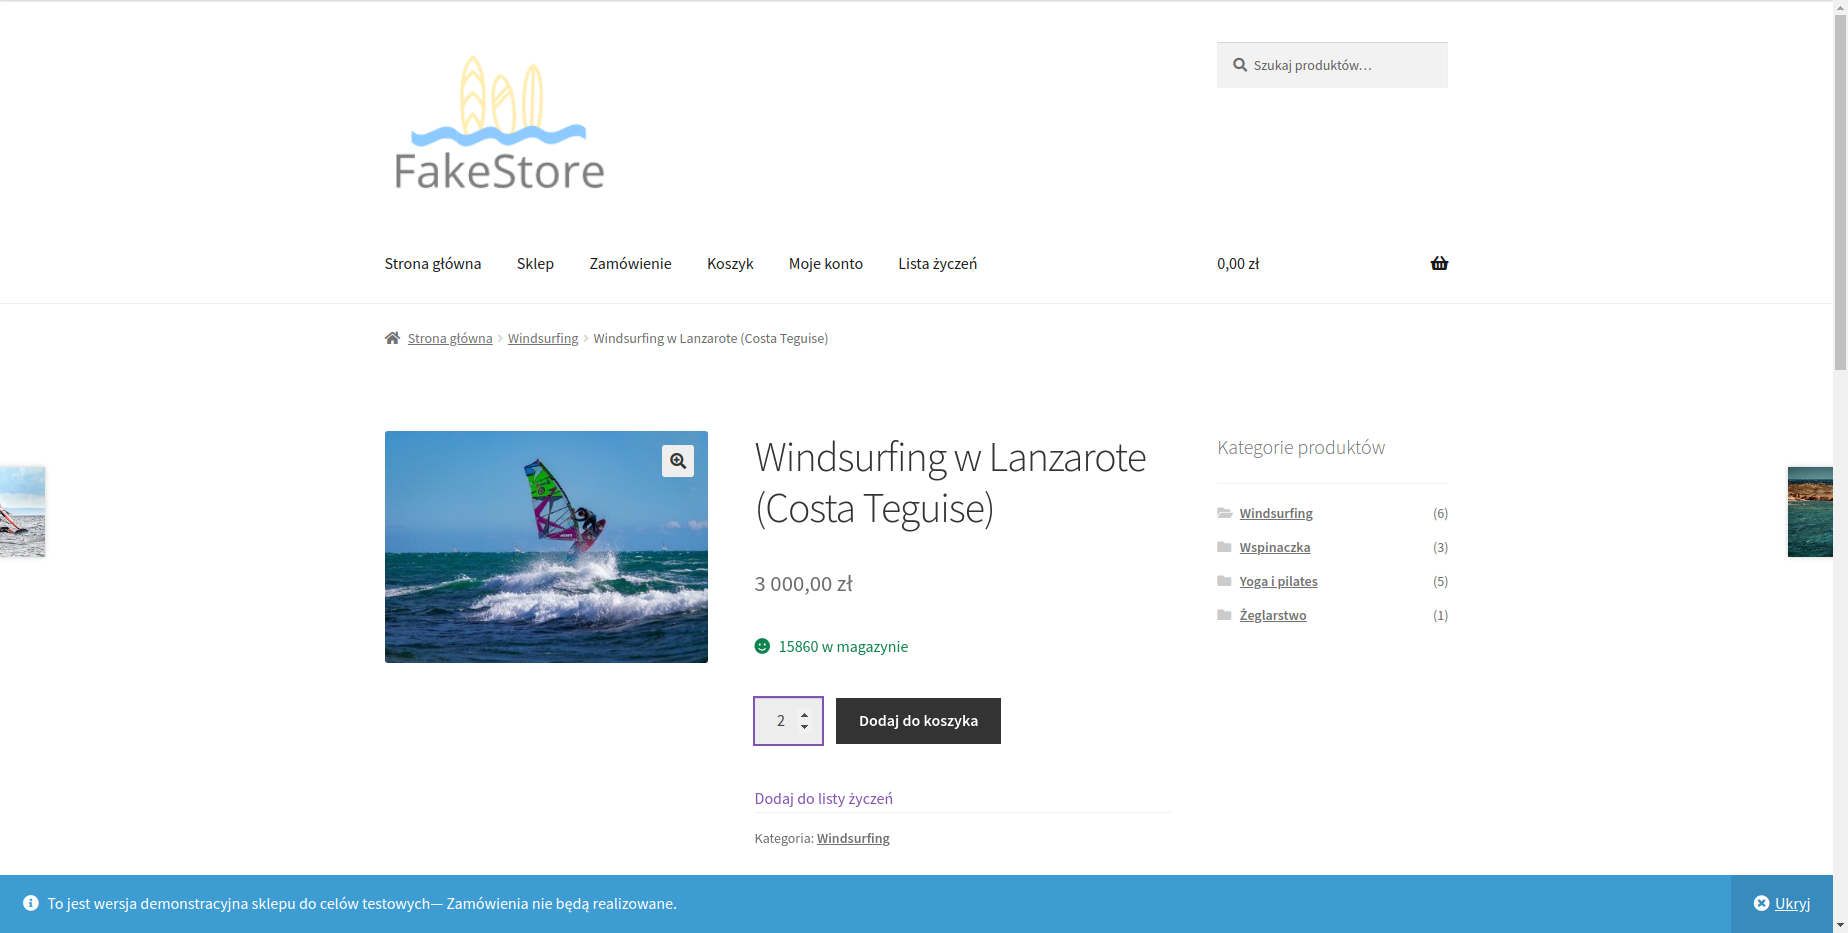 FakeStore
Szukaj produktów…
Strona główna
Sklep
Zamówienie
Koszyk
Moje konto
Lista życzeń
0,00 zł
Strona główna Windsurfing Windsurfing w Lanzarote (Costa Teguise)
Windsurfing w Lanzarote
(Costa Teguise)
3 000,00 zł
15860 w magazynie
2
Dodaj do koszyka
Dodaj do listy życzeń
Kategoria: Windsurfing
Kategorie produktów
Windsurfing (6)
Wspinaczka (3)
Yoga i pilates (5)
Żeglarstwo (1)
To jest wersja demonstracyjna sklepu do celów testowych— Zamówienia nie będą realizowane.
Ukryj